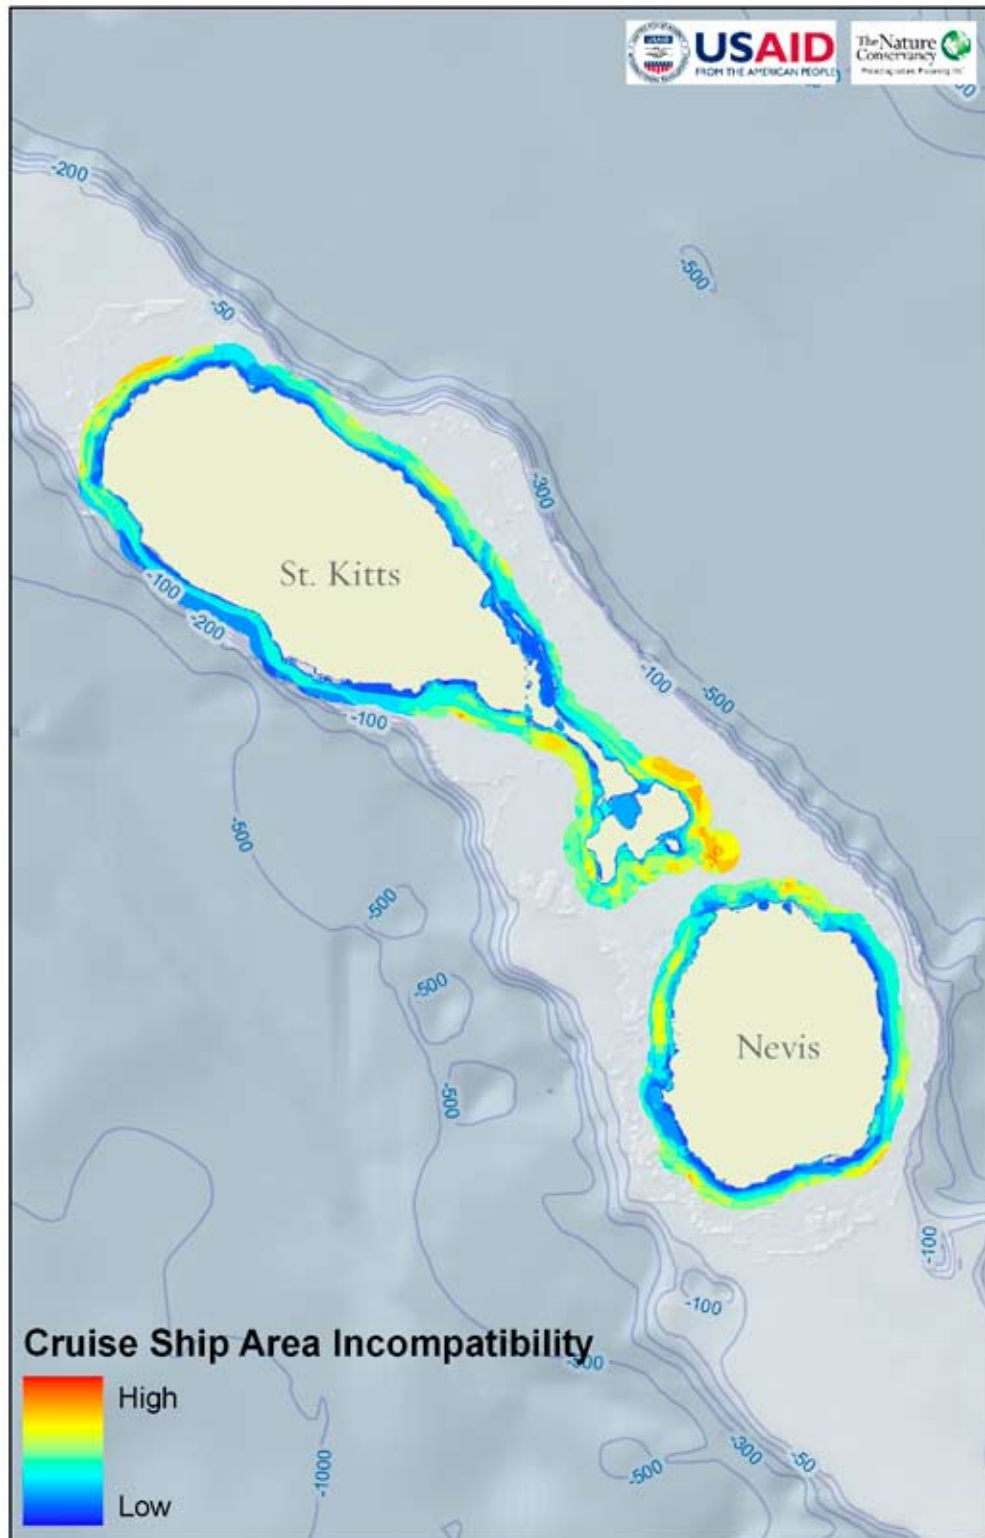 USAID
FROM THE AMERICAN PEOPLE
The Nature
Conservancy
-200
-50
-500
-300
St. Kitts
-100
-200
-100
-500
-100
-500
-500
-500
-500
Nevis
-100
-100
Cruise Ship Area Incompatibility
High
Low
-500
-300
-50
-1000